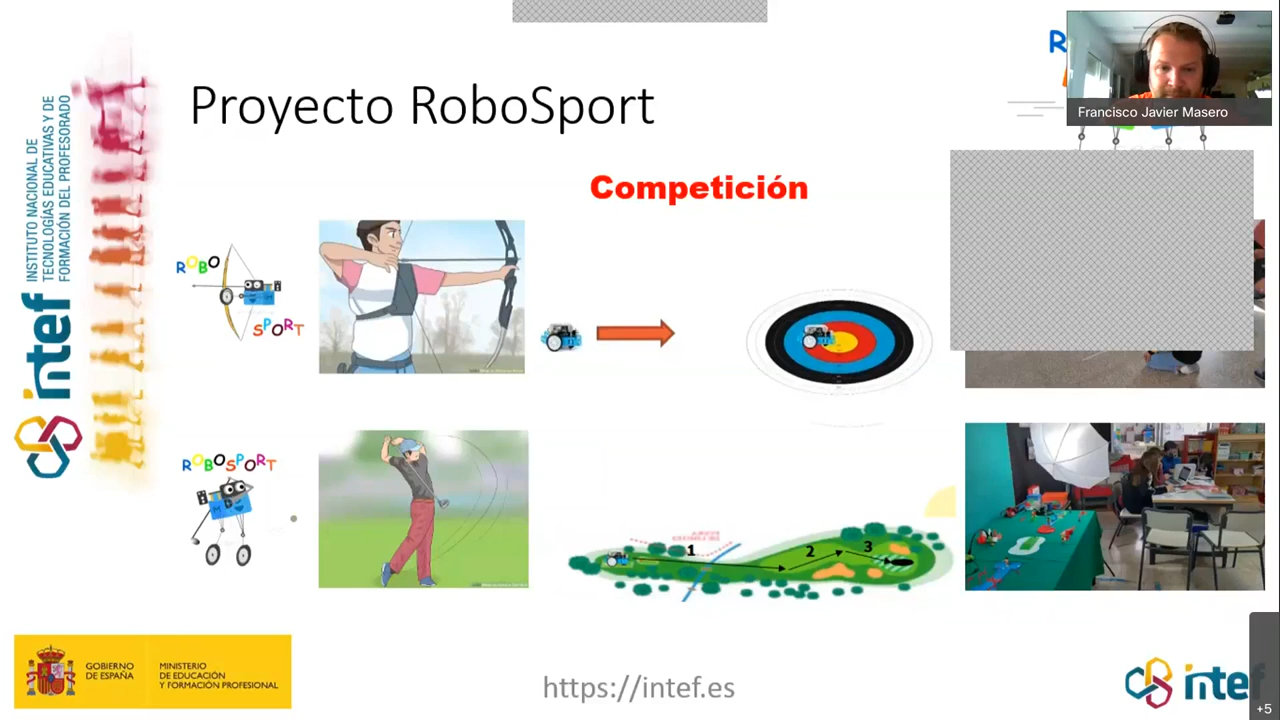 R
Francisco Javier Masero
INSTITUTO NACIONAL DE
TECNOLOGÍAS EDUCATIVAS Y DE
FORMACIÓN DEL PROFESORADO
intef
Proyecto RoboSport
Competición
ROBO
SPORT
ROBOSPORT
1
2
3
GOBIERNO
DE ESPAÑA
MINISTERIO
DE EDUCACIÓN
Y FORMACIÓN PROFESIONAL
https://intef.es
intef
+5